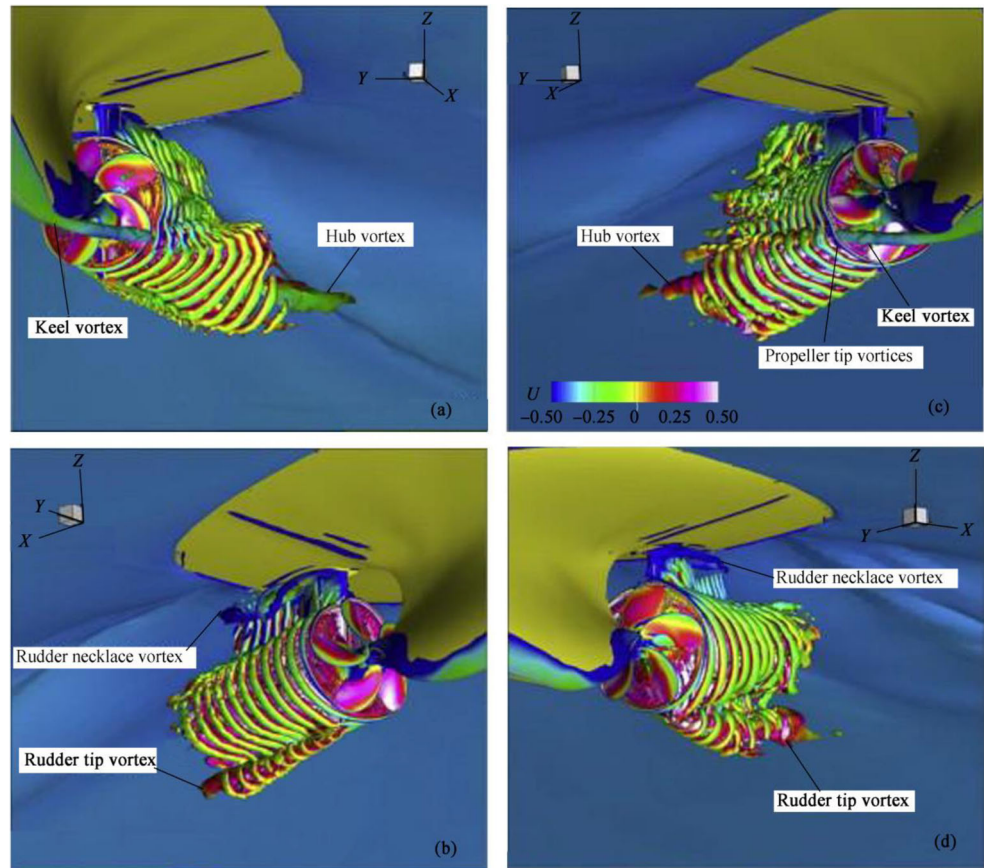 Z
Y
X
Hub vortex
Keel vortex
(a)
Z
Y
X
Hub vortex
Keel vortex
Propeller tip vortices
U
−0.50 −0.25 0 0.25 0.50
(c)
Z
Y
X
Rudder necklace vortex
Rudder tip vortex
(b)
Z
Y
X
Rudder necklace vortex
Rudder tip vortex
(d)